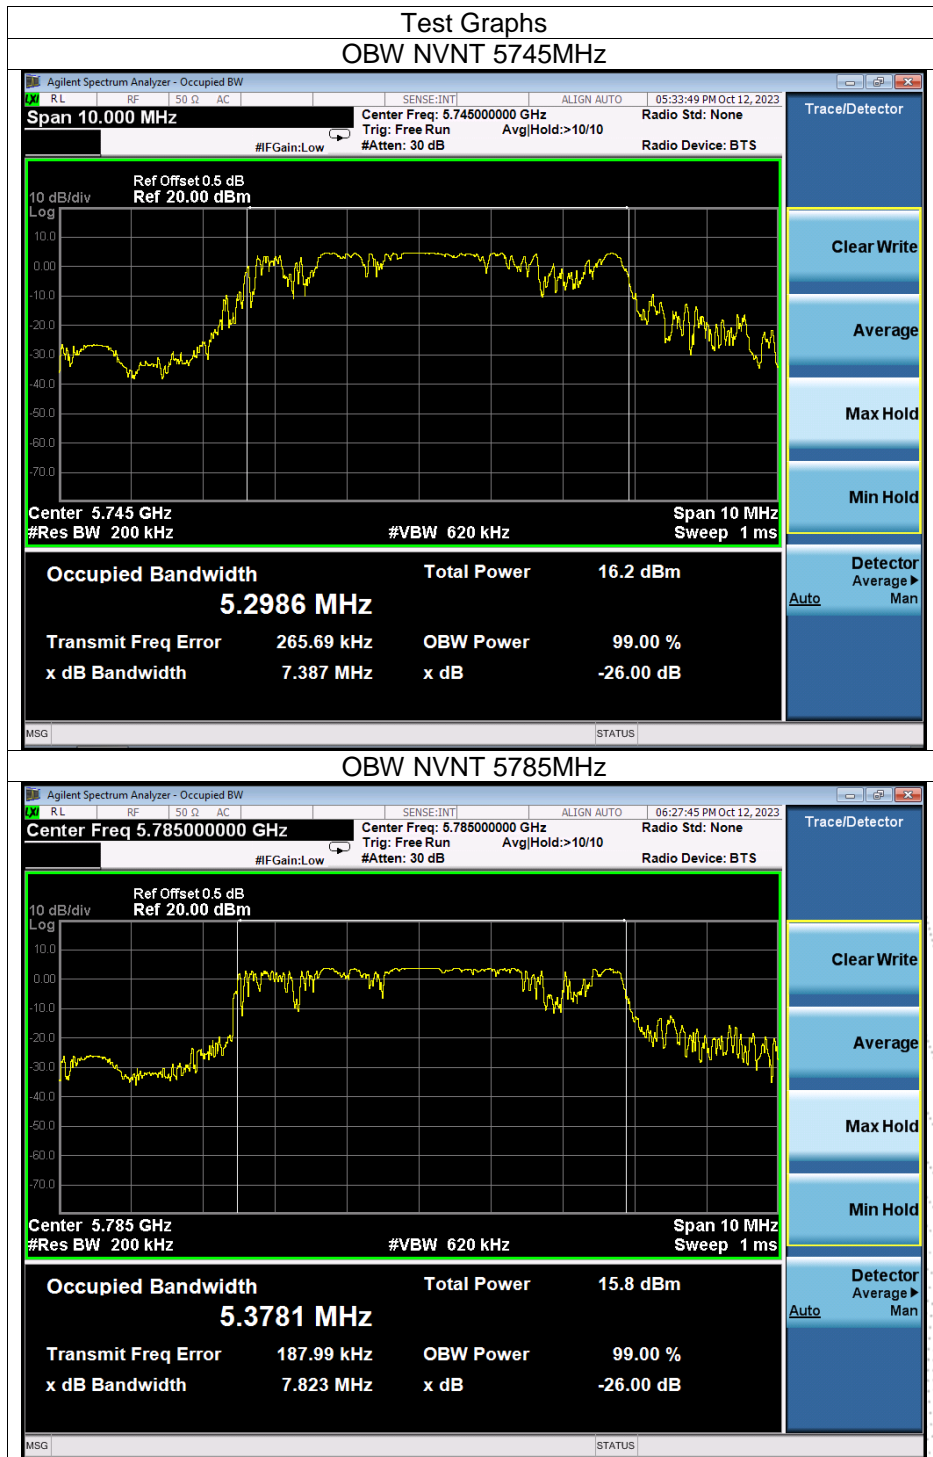 Test Graphs
OBW NVNT 5745MHz
Agilent Spectrum Analyzer - Occupied BW
LXI RL RF 50 Ω AC SENSE:INT ALIGN AUTO 05:33:49 PM Oct 12, 2023
Span 10.000 MHz
Center Freq: 5.745000000 GHz
Radio Std: None
Trig: Free Run Avg|Hold:>10/10
#IFGain:Low #Atten: 30 dB Radio Device: BTS
Trace/Detector
Ref Offset 0.5 dB
10 dB/div Ref 20.00 dBm
Log
10.0
0.00
-10.0
-20.0
-30.0
-40.0
-50.0
-60.0
-70.0
Center 5.745 GHz Span 10 MHz
#Res BW 200 kHz #VBW 620 kHz Sweep 1 ms
Clear Write
Average
Max Hold
Min Hold
Detector
Average▶
Auto Man
Occupied Bandwidth Total Power 16.2 dBm
5.2986 MHz
Transmit Freq Error 265.69 kHz OBW Power 99.00 %
x dB Bandwidth 7.387 MHz x dB -26.00 dB
MSG STATUS
OBW NVNT 5785MHz
Agilent Spectrum Analyzer - Occupied BW
LXI RL RF 50 Ω AC SENSE:INT ALIGN AUTO 06:27:45 PM Oct 12, 2023
Center Freq 5.785000000 GHz
Center Freq: 5.785000000 GHz
Radio Std: None
Trig: Free Run Avg|Hold:>10/10
#IFGain:Low #Atten: 30 dB Radio Device: BTS
Trace/Detector
Ref Offset 0.5 dB
10 dB/div Ref 20.00 dBm
Log
10.0
0.00
-10.0
-20.0
-30.0
-40.0
-50.0
-60.0
-70.0
Center 5.785 GHz Span 10 MHz
#Res BW 200 kHz #VBW 620 kHz Sweep 1 ms
Clear Write
Average
Max Hold
Min Hold
Detector
Average▶
Auto Man
Occupied Bandwidth Total Power 15.8 dBm
5.3781 MHz
Transmit Freq Error 187.99 kHz OBW Power 99.00 %
x dB Bandwidth 7.823 MHz x dB -26.00 dB
MSG STATUS